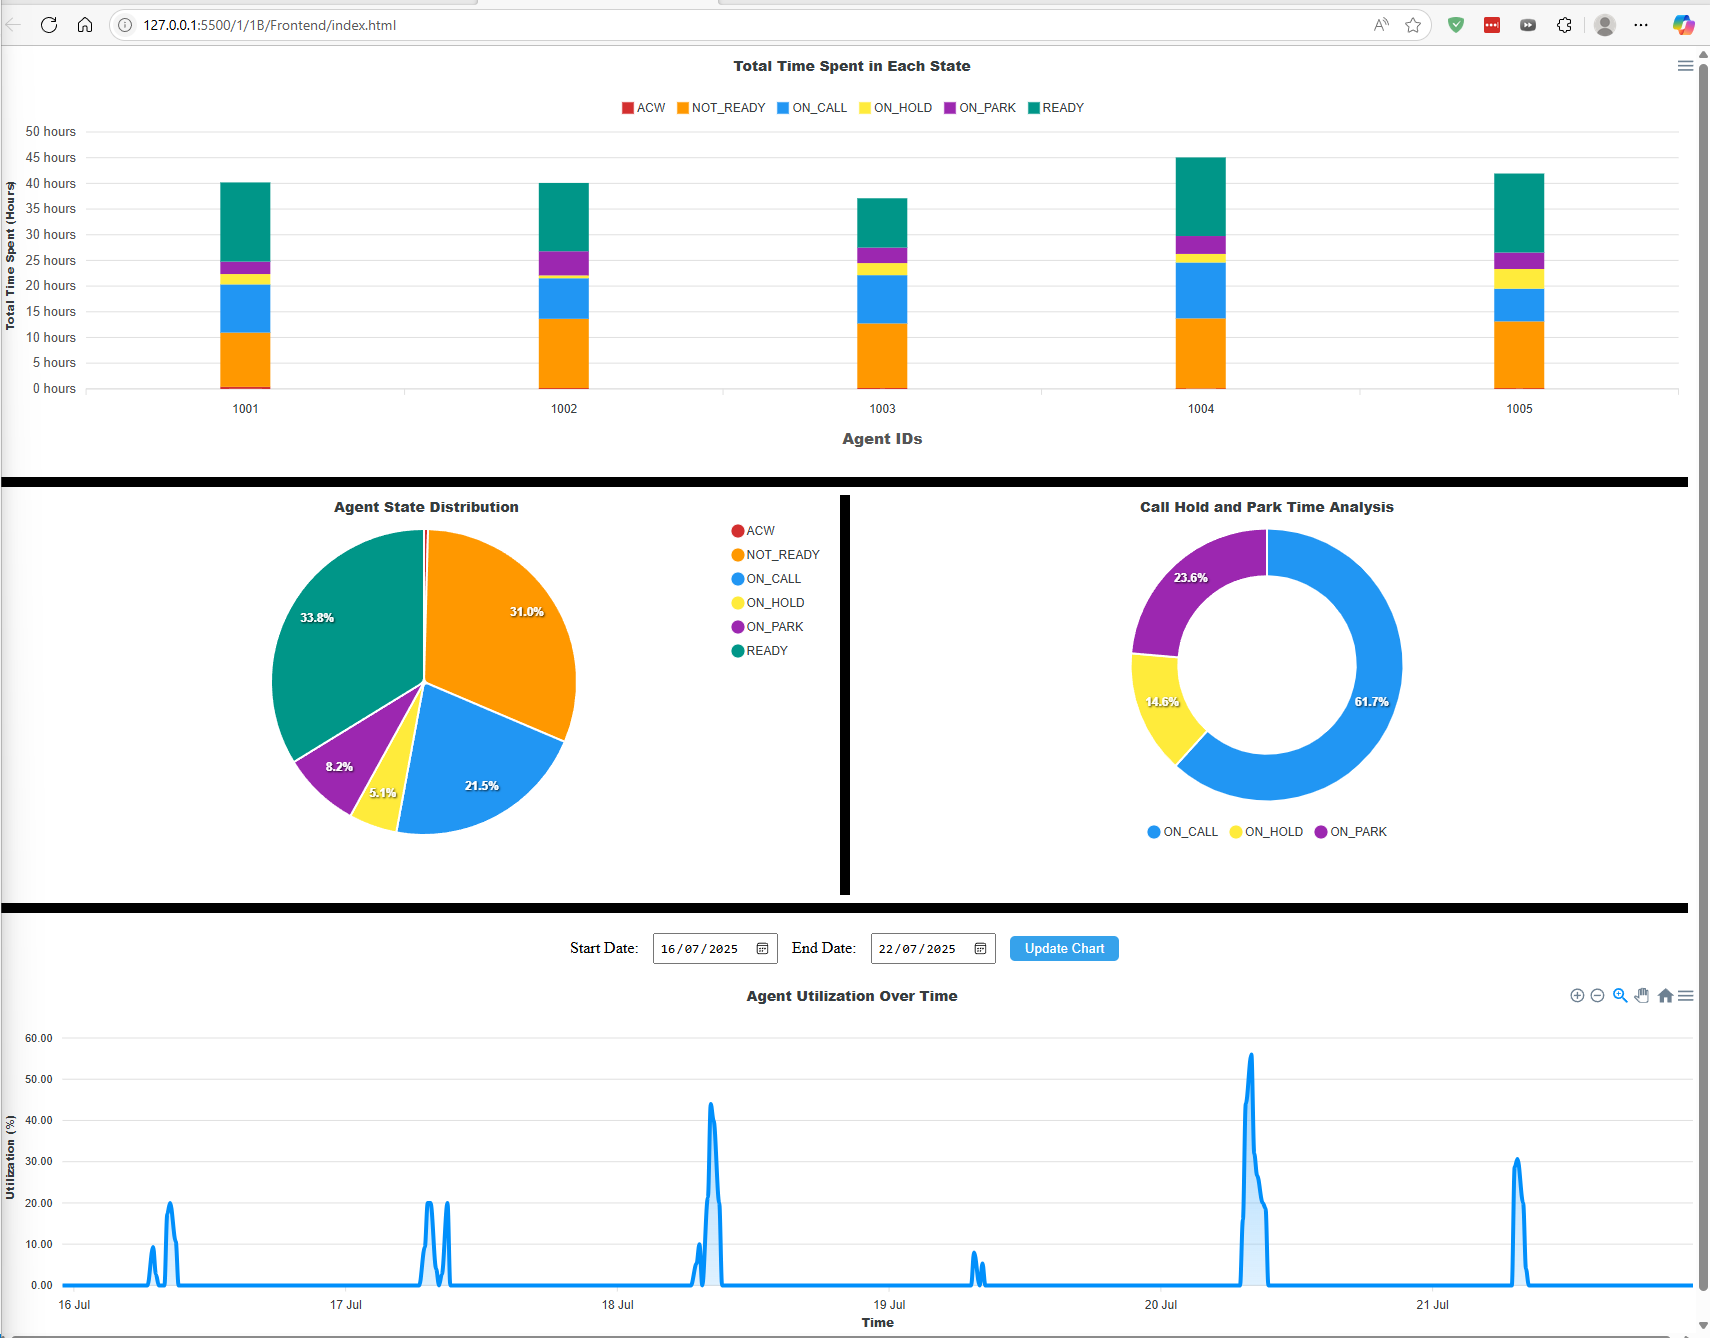 127.0.0.1:5500/1/1B/Frontend/index.html
Total Time Spent in Each State
ACW NOT_READY ON_CALL ON_HOLD ON_PARK READY
Total Time Spent (Hours)
50 hours
45 hours
40 hours
35 hours
30 hours
25 hours
20 hours
15 hours
10 hours
5 hours
0 hours
1001 1002 1003 1004 1005
Agent IDs
Agent State Distribution
33.8%
31.0%
8.2%
5.1%
21.5%
ACW
NOT_READY
ON_CALL
ON_HOLD
ON_PARK
READY
Call Hold and Park Time Analysis
23.6%
14.6%
61.7%
ON_CALL ON_HOLD ON_PARK
Start Date: 16/07/2025 End Date: 22/07/2025 Update Chart
Agent Utilization Over Time
Utilization (%)
60.00
50.00
40.00
30.00
20.00
10.00
0.00
16 Jul 17 Jul 18 Jul 19 Jul 20 Jul 21 Jul
Time